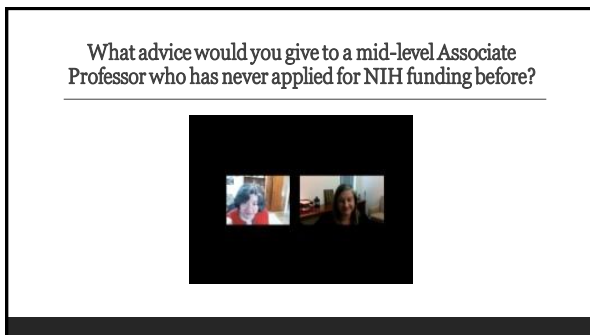 What advice would you give to a mid-level Associate
Professor who has never applied for NIH funding before?